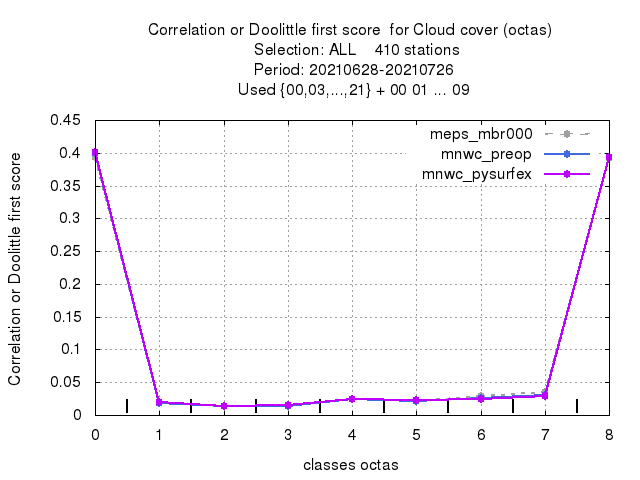 Correlation or Doolittle first score  for Cloud cover (octas)
Selection: ALL    410 stations
Period: 20210628-20210726
Used {00,03,...,21} + 00 01 ... 09
meps_mbr000
mnwc_preop
mnwc_pysurfex
Correlation or Doolittle first score
0.45
0.4
0.35
0.3
0.25
0.2
0.15
0.1
0.05
0
0 1 2 3 4 5 6 7 8
classes octas